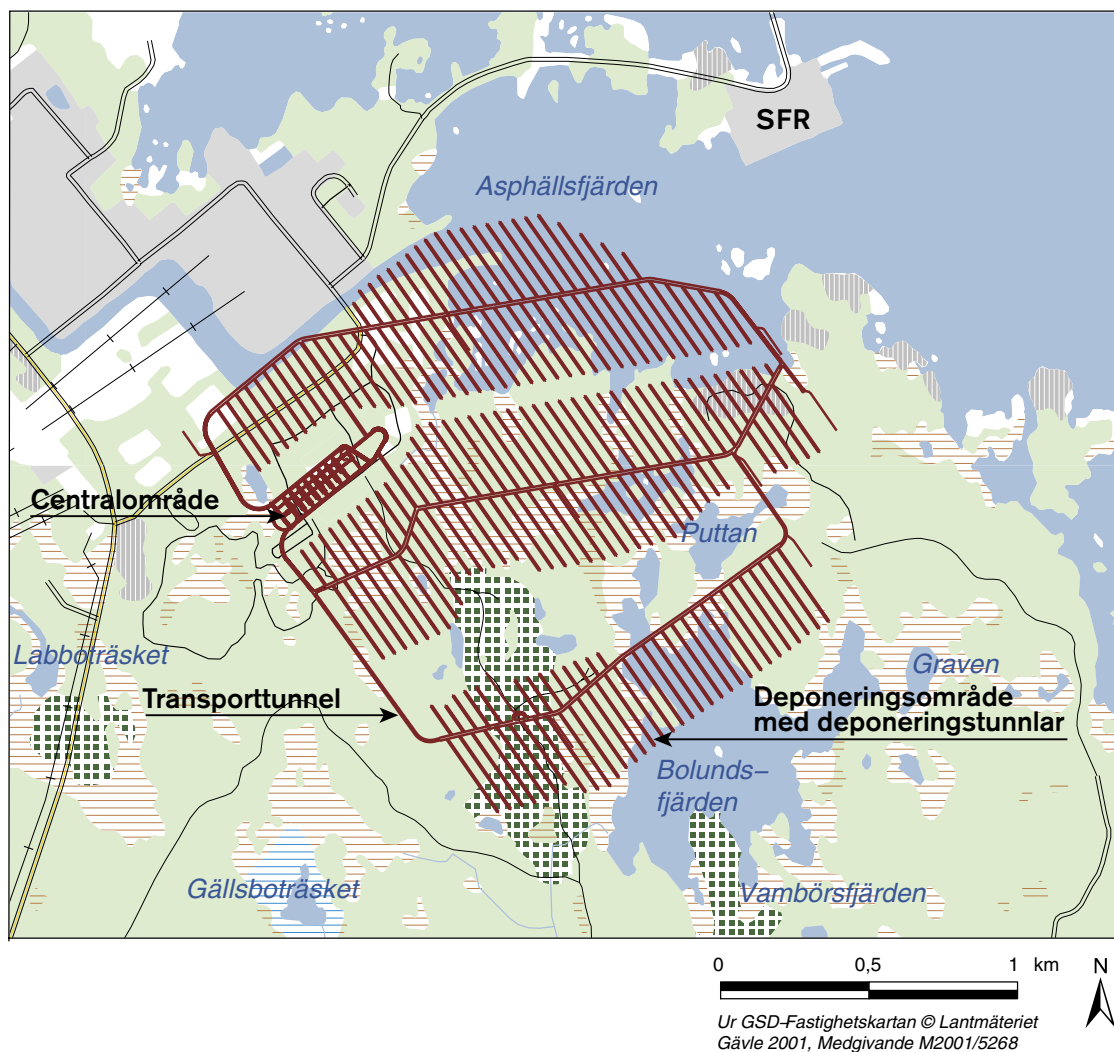 SFR
Asphällsfjärden
Centralområde
Puttan
Labboträsket
Graven
Transporttunnel
Deponeringsområde
med deponeringstunnlar
Bolunds–
fjärden
Gällsboträsket
Vambörsfjärden
0 0,5 1 km N
Ur GSD–Fastighetskartan © Lantmäteriet
Gävle 2001, Medgivande M2001/5268